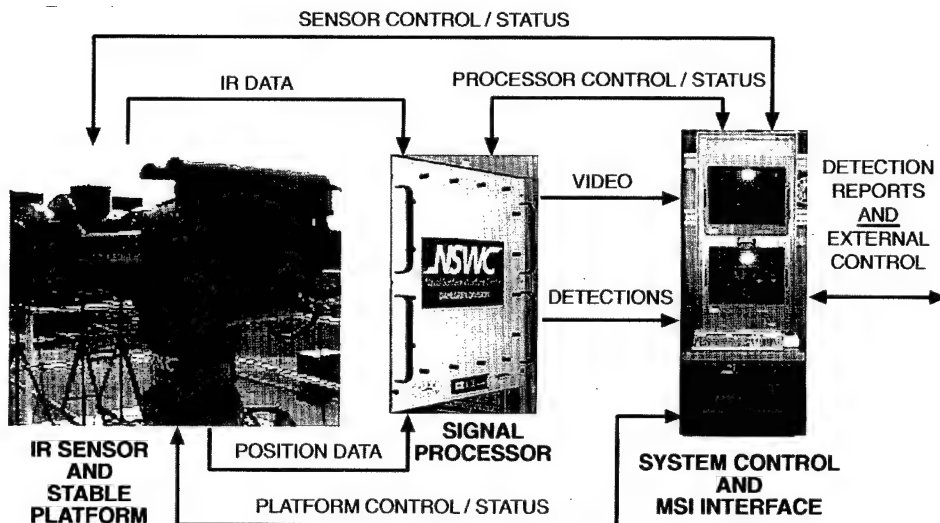 SENSOR CONTROL / STATUS
IR DATA
PROCESSOR CONTROL / STATUS
VIDEO
DETECTION
REPORTS
AND
EXTERNAL
CONTROL
NSWC
DETECTIONS
POSITION DATA
SIGNAL
PROCESSOR
IR SENSOR
AND
STABLE
PLATFORM
SYSTEM CONTROL
AND
MSI INTERFACE
PLATFORM CONTROL / STATUS